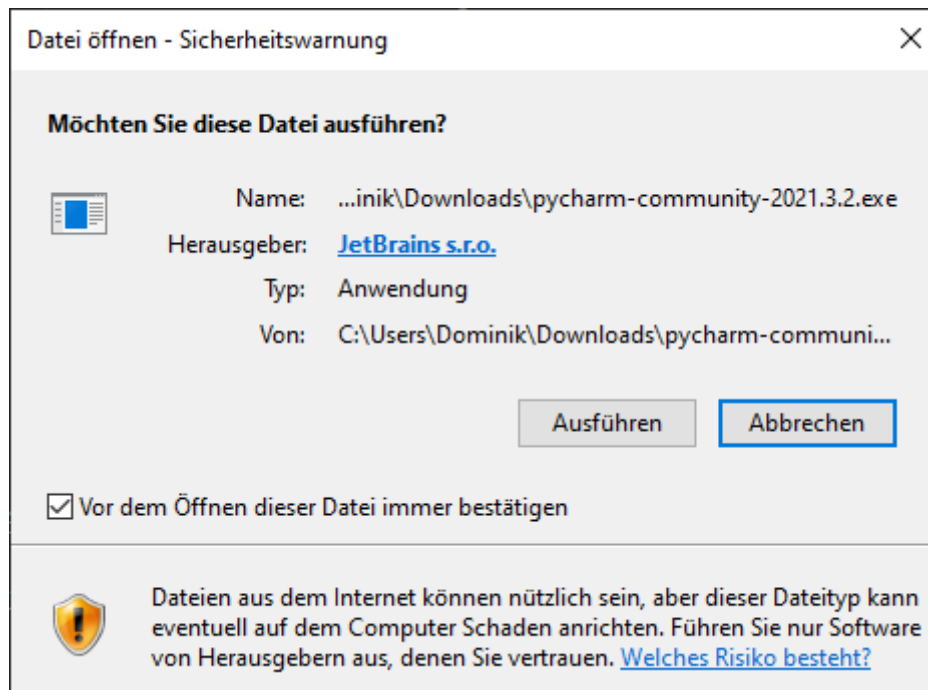 Datei öffnen - Sicherheitswarnung
Möchten Sie diese Datei ausführen?
Name: ...inik\Downloads\pycharm-community-2021.3.2.exe
Herausgeber: JetBrains s.r.o.
Typ: Anwendung
Von: C:\Users\Dominik\Downloads\pycharm-communi...
Ausführen Abbrechen
Vor dem Öffnen dieser Datei immer bestätigen
Dateien aus dem Internet können nützlich sein, aber dieser Dateityp kann
eventuell auf dem Computer Schaden anrichten. Führen Sie nur Software
von Herausgebern aus, denen Sie vertrauen. Welches Risiko besteht?